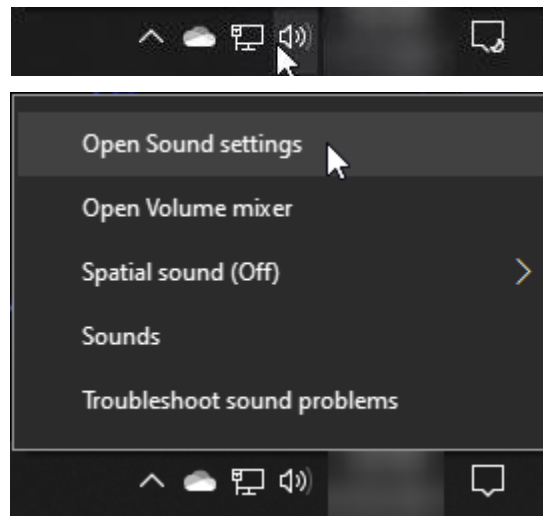 Open Sound settings
Open Volume mixer
Spatial sound (Off)
Sounds
Troubleshoot sound problems